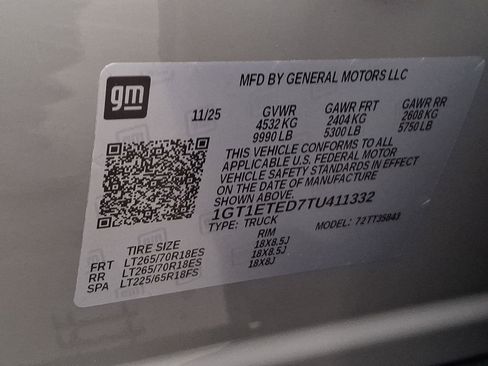 gm
MFD BY GENERAL MOTORS LLC
11/25 GVWR GAWR FRT GAWR RR
4532 KG 2404 KG 2608 KG
9990 LB 5300 LB 5750 LB
THIS VEHICLE CONFORMS TO ALL
APPLICABLE U.S. FEDERAL MOTOR
VEHICLE SAFETY STANDARDS IN EFFECT
ON THE DATE OF MANUFACTURE
SHOWN ABOVE.
1GT1ETED7TU411332
TYPE: TRUCK MODEL: 72TT35843
TIRE SIZE RIM
FRT LT265/70R18ES 18X8.5J
RR LT265/70R18ES 18X8.5J
SPA LT225/65R18FS 18X8J